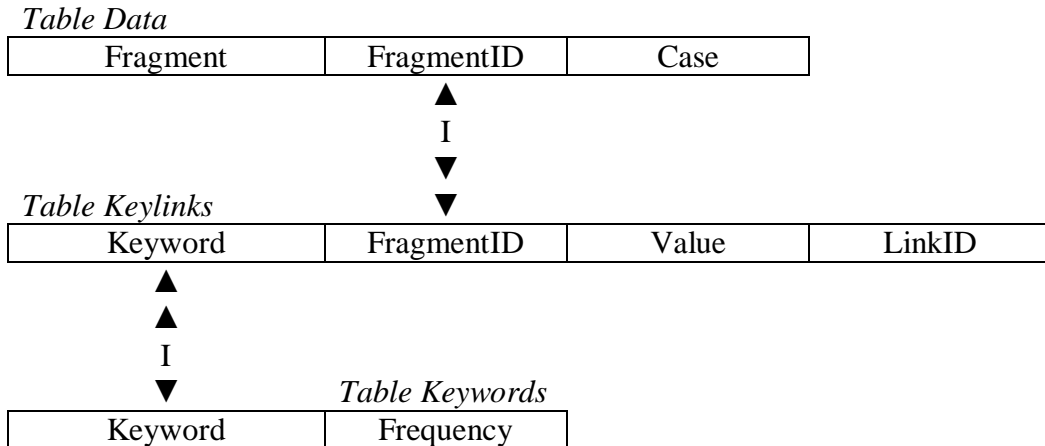 Table Data
Fragment FragmentID Case
▲
I
▼
▼
Table Keylinks
Keyword FragmentID Value LinkID
▲
▲
I
▼
Table Keywords
Keyword Frequency